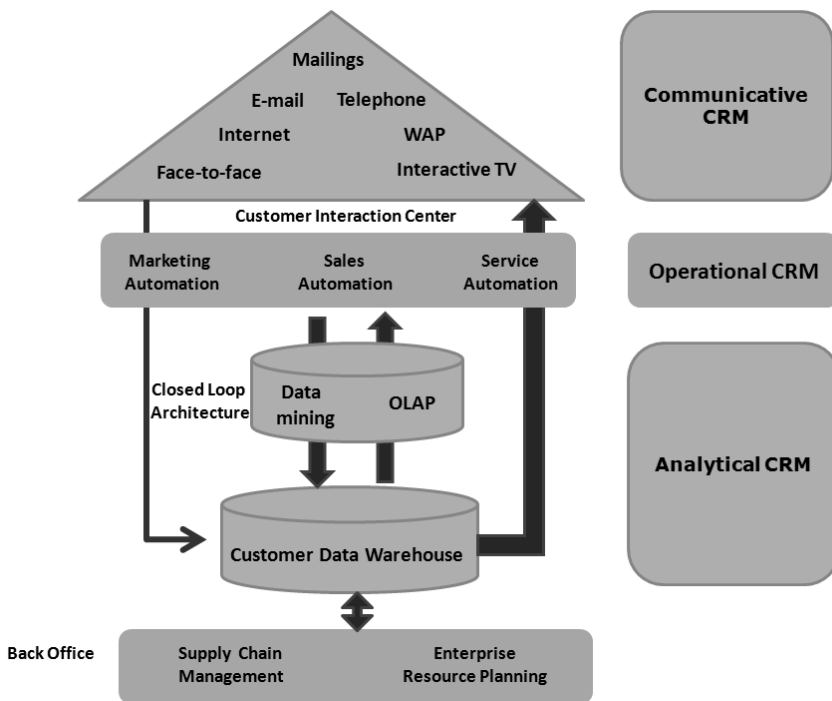 Mailings
E-mail
Telephone
Internet
WAP
Face-to-face
Interactive TV
Communicative
CRM
Customer Interaction Center
Marketing
Automation
Sales
Automation
Service
Automation
Operational CRM
Closed Loop
Architecture
Data
mining
OLAP
Analytical CRM
Customer Data Warehouse
Back Office
Supply Chain
Management
Enterprise
Resource Planning